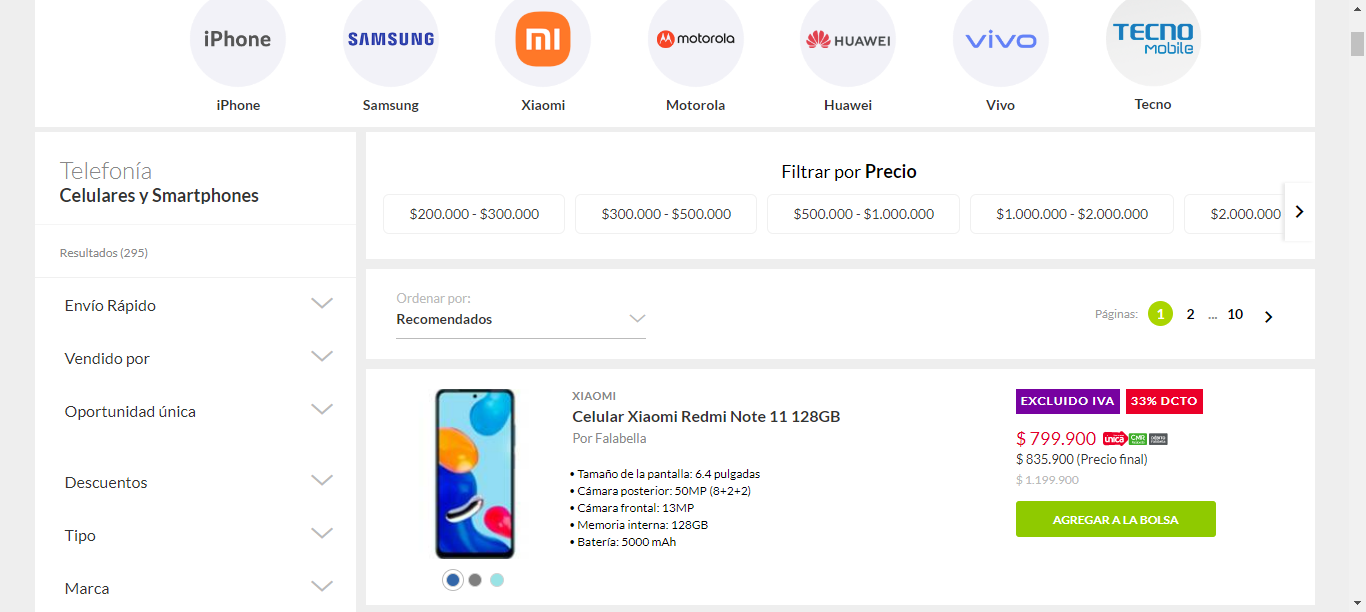 iPhone SAMSUNG mi motorola HUAWEI vivo TECNO mobile
iPhone Samsung Xiaomi Motorola Huawei Vivo Tecno
Telefonía
Celulares y Smartphones
Resultados (295)
Envío Rápido
Vendido por
Oportunidad única
Descuentos
Tipo
Marca
Filtrar por Precio
$200.000 - $300.000 $300.000 - $500.000 $500.000 - $1.000.000 $1.000.000 - $2.000.000 $2.000.000
Ordenar por:
Recomendados
Páginas: 1 2 ... 10
XIAOMI
Celular Xiaomi Redmi Note 11 128GB
Por Falabella
• Tamaño de la pantalla: 6.4 pulgadas
• Cámara posterior: 50MP (8+2+2)
• Cámara frontal: 13MP
• Memoria interna: 128GB
• Batería: 5000 mAh
EXCLUIDO IVA 33% DCTO
$ 799.900 única CMR
$ 835.900 (Precio final)
$ 1.199.900
AGREGAR A LA BOLSA